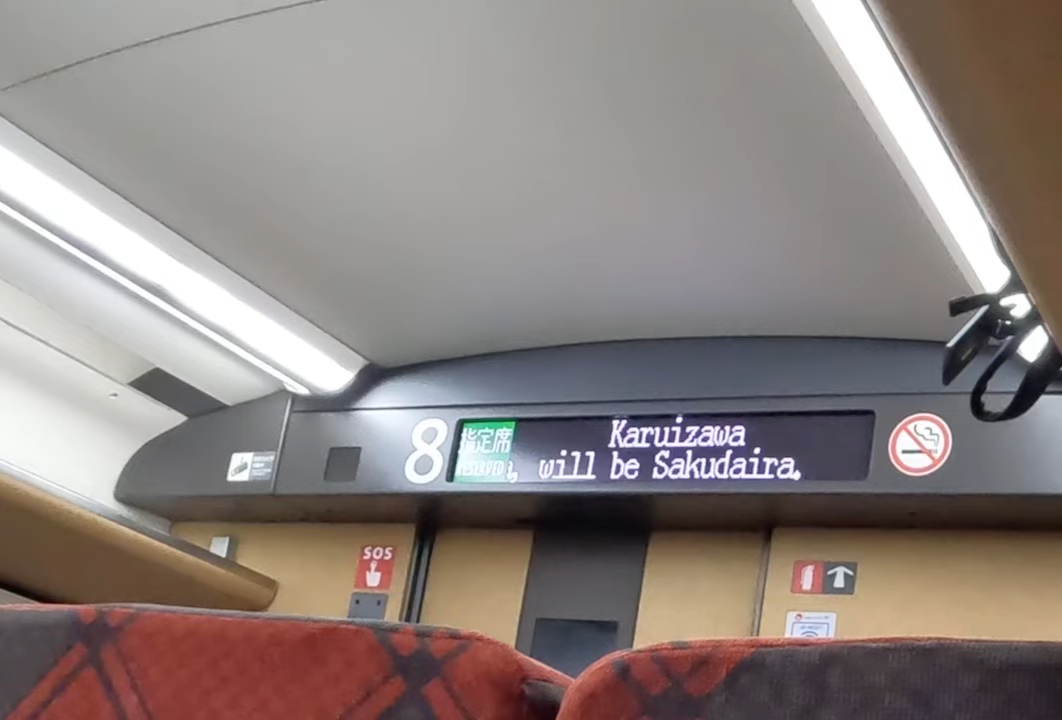 8
指定席
RESERVED
Karuizawa
, will be Sakudaira.
SOS